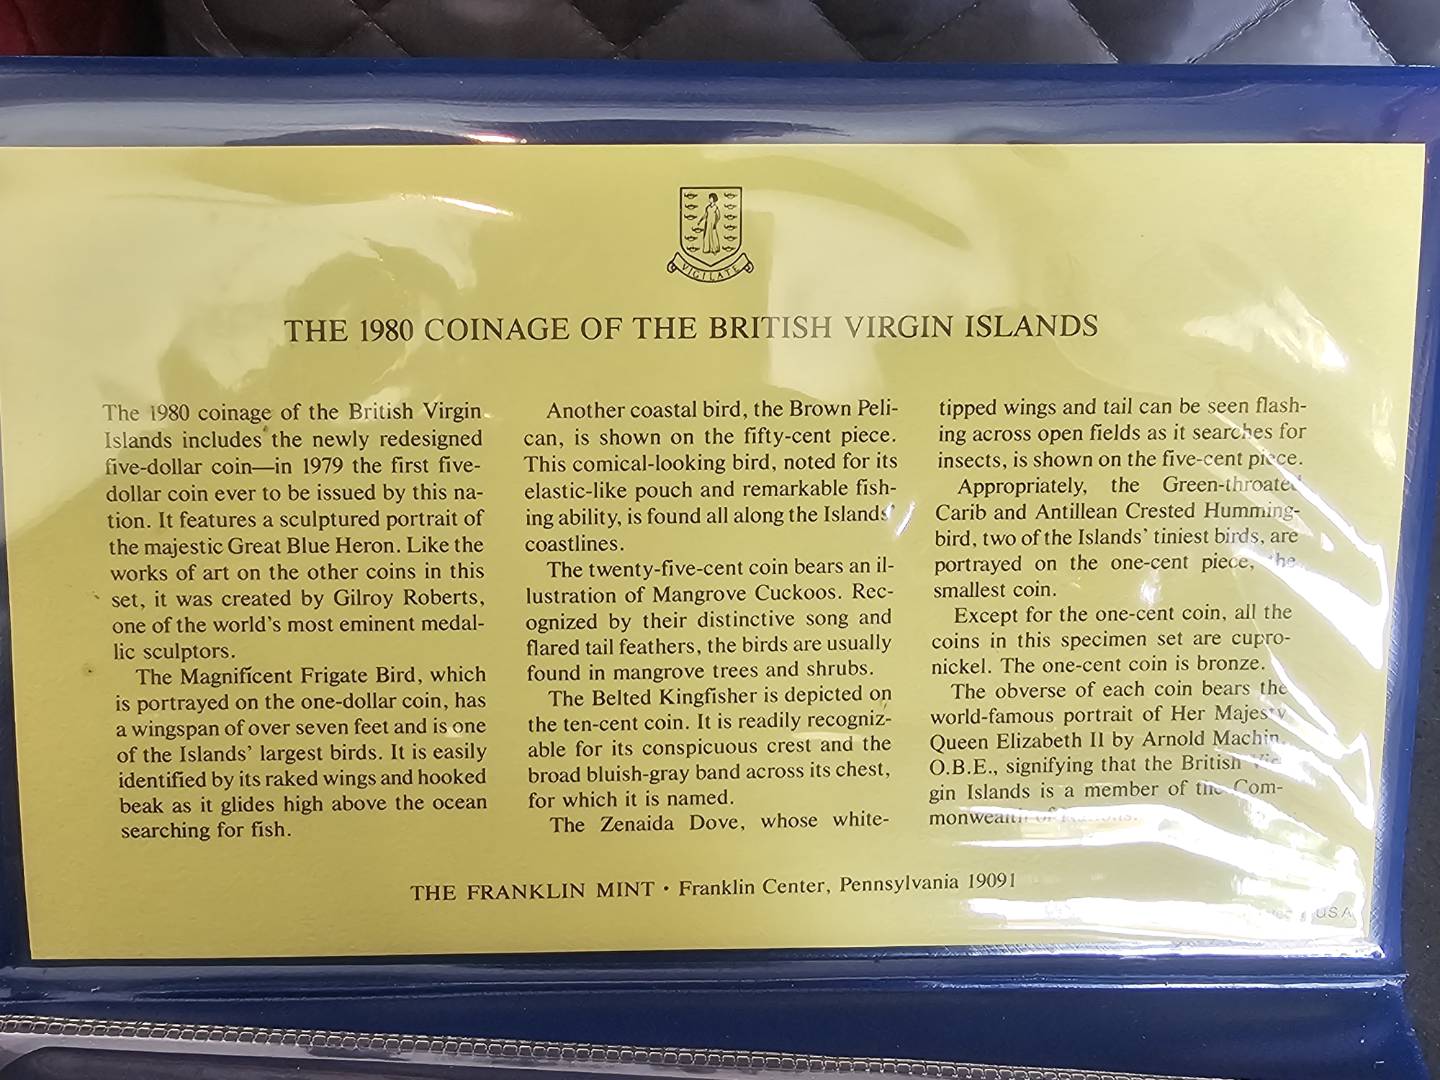 VIGILATE
THE 1980 COINAGE OF THE BRITISH VIRGIN ISLANDS
The 1980 coinage of the British Virgin
Islands includes the newly redesigned
five-dollar coin—in 1979 the first five-
dollar coin ever to be issued by this na-
tion. It features a sculptured portrait of
the majestic Great Blue Heron. Like the
works of art on the other coins in this
set, it was created by Gilroy Roberts,
one of the world's most eminent medal-
lic sculptors.
The Magnificent Frigate Bird, which
is portrayed on the one-dollar coin, has
a wingspan of over seven feet and is one
of the Islands' largest birds. It is easily
identified by its raked wings and hooked
beak as it glides high above the ocean
searching for fish.
Another coastal bird, the Brown Peli-
can, is shown on the fifty-cent piece.
This comical-looking bird, noted for its
elastic-like pouch and remarkable fish-
ing ability, is found all along the Islands'
coastlines.
The twenty-five-cent coin bears an il-
lustration of Mangrove Cuckoos. Rec-
ognized by their distinctive song and
flared tail feathers, the birds are usually
found in mangrove trees and shrubs.
The Belted Kingfisher is depicted on
the ten-cent coin. It is readily recogniz-
able for its conspicuous crest and the
broad bluish-gray band across its chest,
for which it is named.
The Zenaida Dove, whose white-
tipped wings and tail can be seen flash-
ing across open fields as it searches for
insects, is shown on the five-cent piece.
Appropriately, the Green-throated
Carib and Antillean Crested Humming-
bird, two of the Islands' tiniest birds, are
portrayed on the one-cent piece, the
smallest coin.
Except for the one-cent coin, all the
coins in this specimen set are cupro-
nickel. The one-cent coin is bronze.
The obverse of each coin bears the
world-famous portrait of Her Majesty
Queen Elizabeth II by Arnold Machin,
O.B.E., signifying that the British Vir-
gin Islands is a member of the Com-
monwealth of
THE FRANKLIN MINT • Franklin Center, Pennsylvania 19091
USA